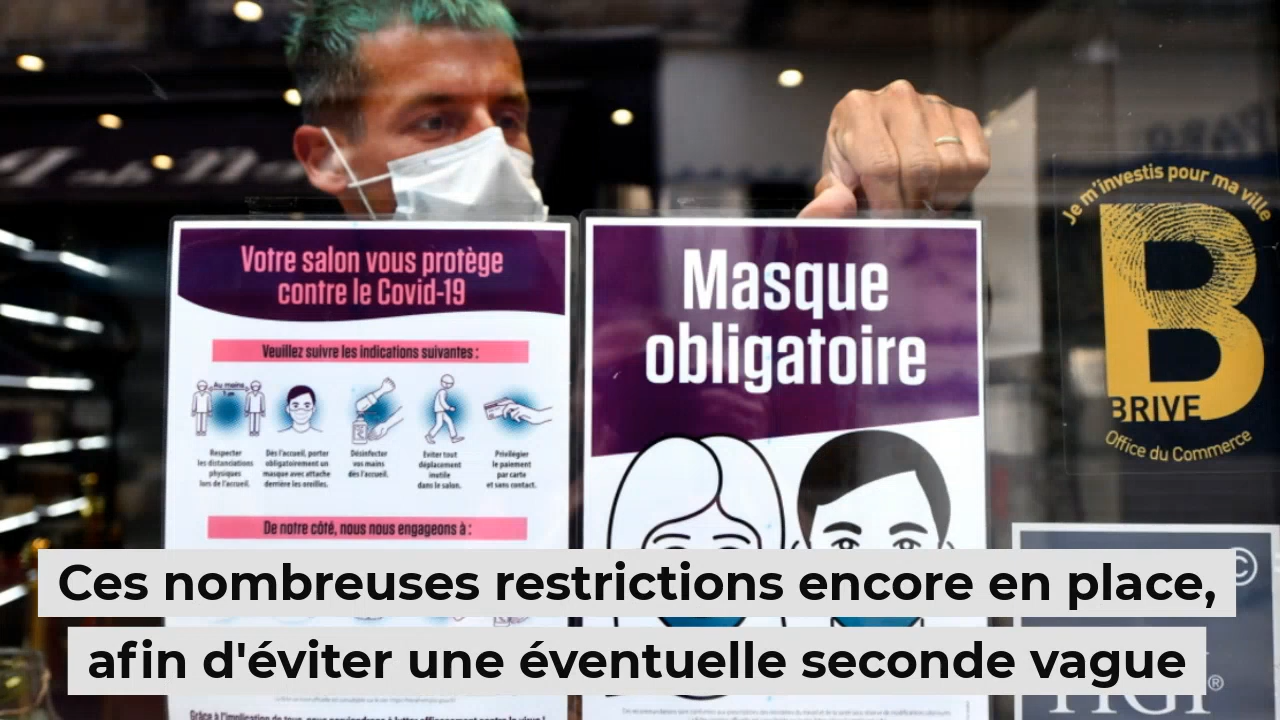 Votre salon vous protège
contre le Covid-19
Veuillez suivre les indications suivantes :
Au moins
Respecter
les distanciations
physiques
lors de l'accueil.
Dès l'accueil, porter
obligatoirement un
masque avec attache
derrière les oreilles.
Désinfecter
vos mains
dès l'accueil.
Eviter tout
déplacement
inutile
dans le salon.
Privilégier
le paiement
par carte
et sans contact.
De notre côté, nous nous engageons à :
Masque
obligatoire
Je m'investis pour ma ville
B
BRIVE
Office du Commerce
©
Ces nombreuses restrictions encore en place,
afin d'éviter une éventuelle seconde vague
®